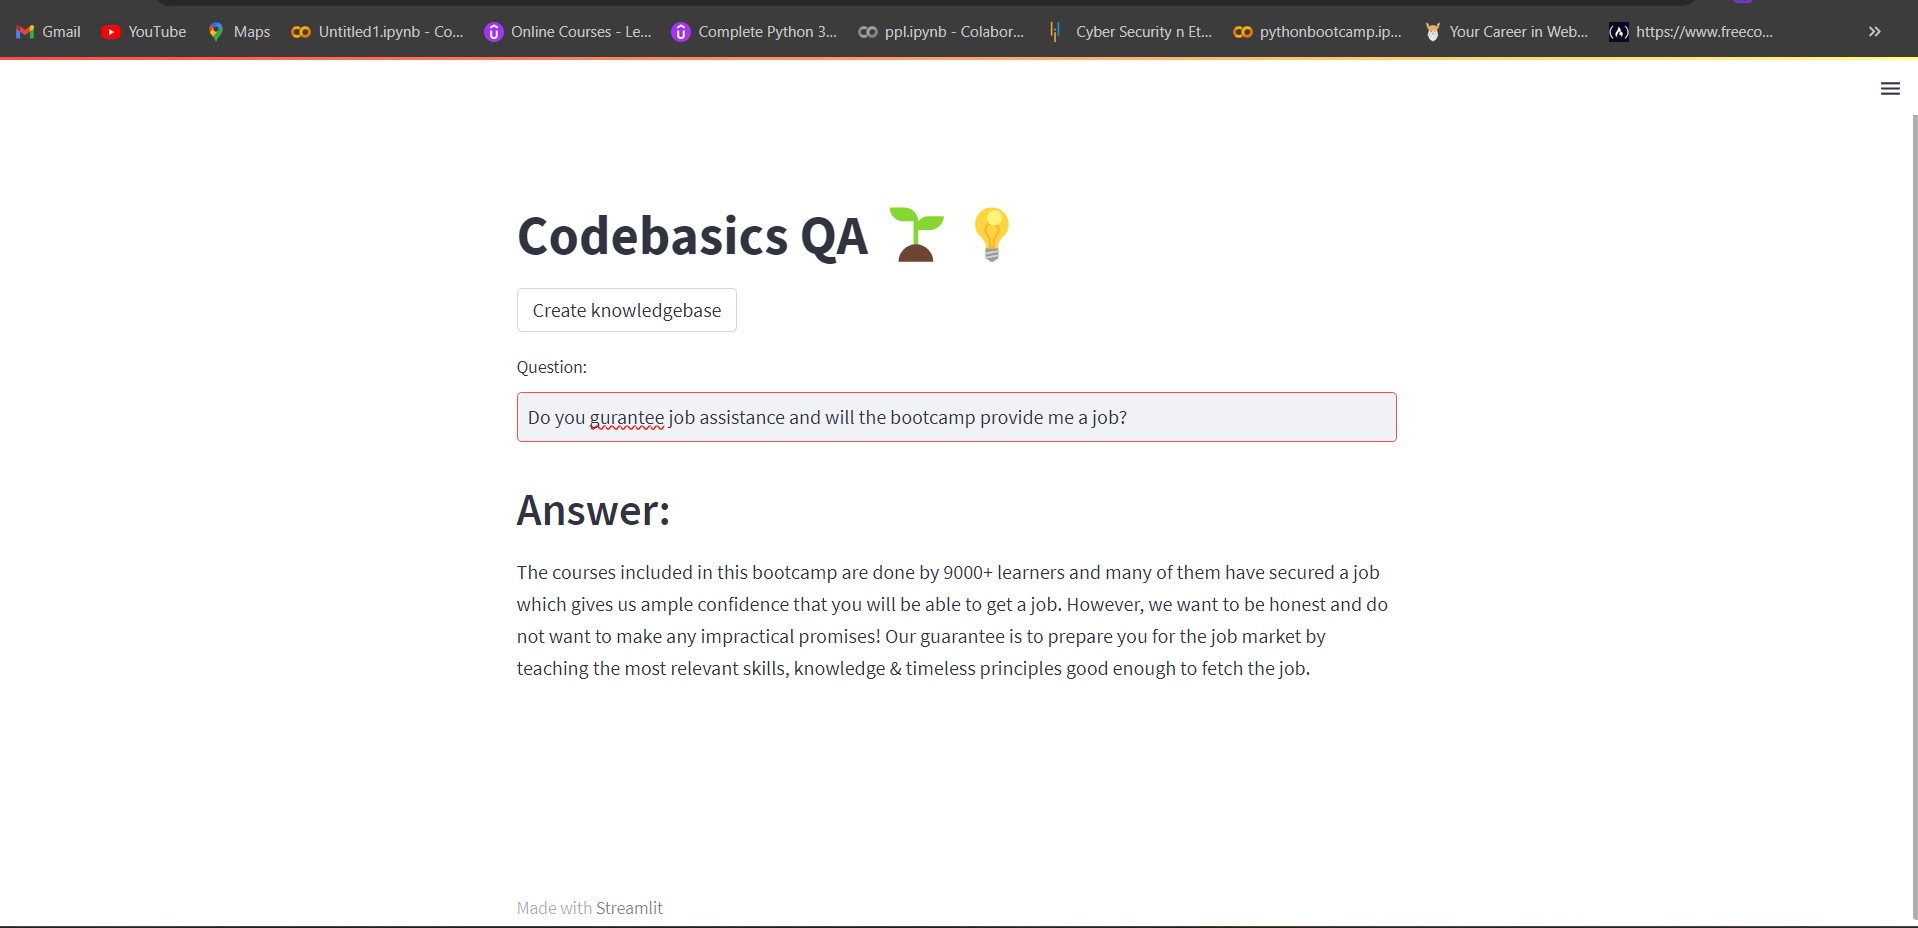 Gmail YouTube Maps Untitled1.ipynb - Co... Online Courses - Le... Complete Python 3... ppl.ipynb - Colabor... Cyber Security n Et... pythonbootcamp.ip... Your Career in Web... https://www.freeco...
Codebasics QA
Create knowledgebase
Question:
Do you gurantee job assistance and will the bootcamp provide me a job?
Answer:
The courses included in this bootcamp are done by 9000+ learners and many of them have secured a job
which gives us ample confidence that you will be able to get a job. However, we want to be honest and do
not want to make any impractical promises! Our guarantee is to prepare you for the job market by
teaching the most relevant skills, knowledge & timeless principles good enough to fetch the job.
Made with Streamlit